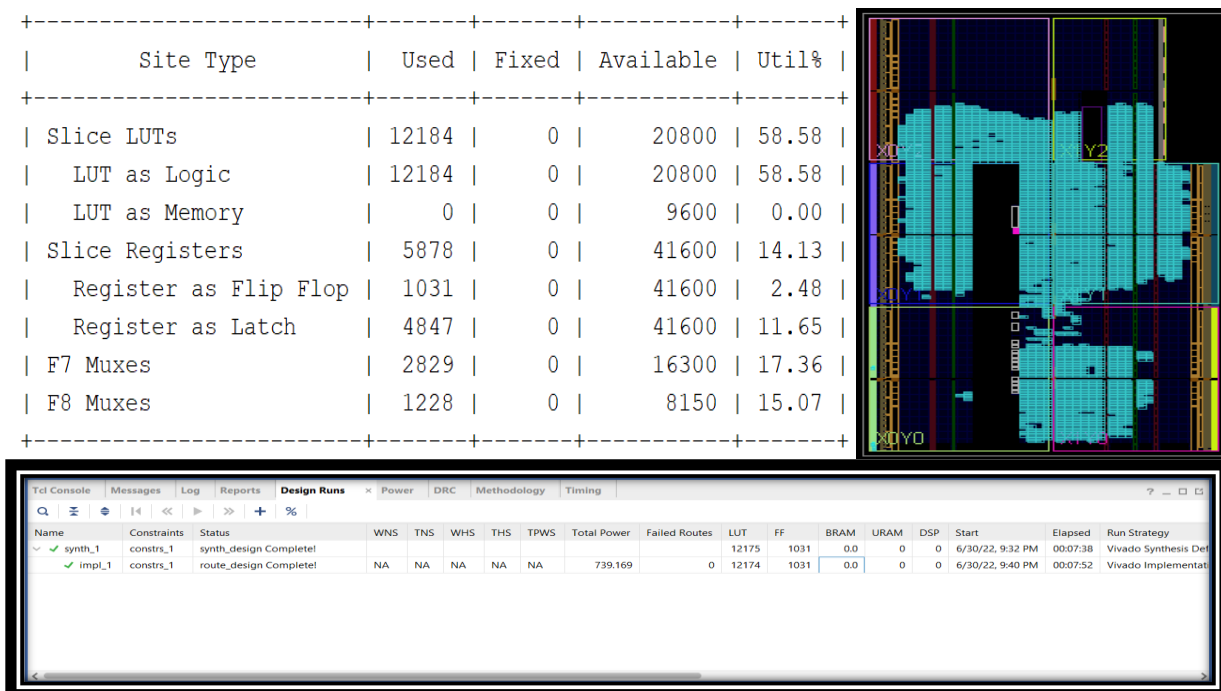 +--------------------------+-------+-------+-----------+-------+
| Site Type | Used | Fixed | Available | Util% |
+--------------------------+-------+-------+-----------+-------+
| Slice LUTs | 12184 | 0 | 20800 | 58.58 |
| LUT as Logic | 12184 | 0 | 20800 | 58.58 |
| LUT as Memory | 0 | 0 | 9600 | 0.00 |
| Slice Registers | 5878 | 0 | 41600 | 14.13 |
| Register as Flip Flop | 1031 | 0 | 41600 | 2.48 |
| Register as Latch | 4847 | 0 | 41600 | 11.65 |
| F7 Muxes | 2829 | 0 | 16300 | 17.36 |
| F8 Muxes | 1228 | 0 | 8150 | 15.07 |
+--------------------------+-------+-------+-----------+-------+
X0Y0
Tcl Console Messages Log Reports Design Runs × Power DRC Methodology Timing
Name Constraints Status WNS TNS WHS THS TPWS Total Power Failed Routes LUT FF BRAM URAM DSP Start Elapsed Run Strategy
synth_1 constrs_1 synth_design Complete! 12175 1031 0.0 0 0 6/30/22, 9:32 PM 00:07:38 Vivado Synthesis Def
impl_1 constrs_1 route_design Complete! NA NA NA NA NA 739.169 0 12174 1031 0.0 0 0 6/30/22, 9:40 PM 00:07:52 Vivado Implementati